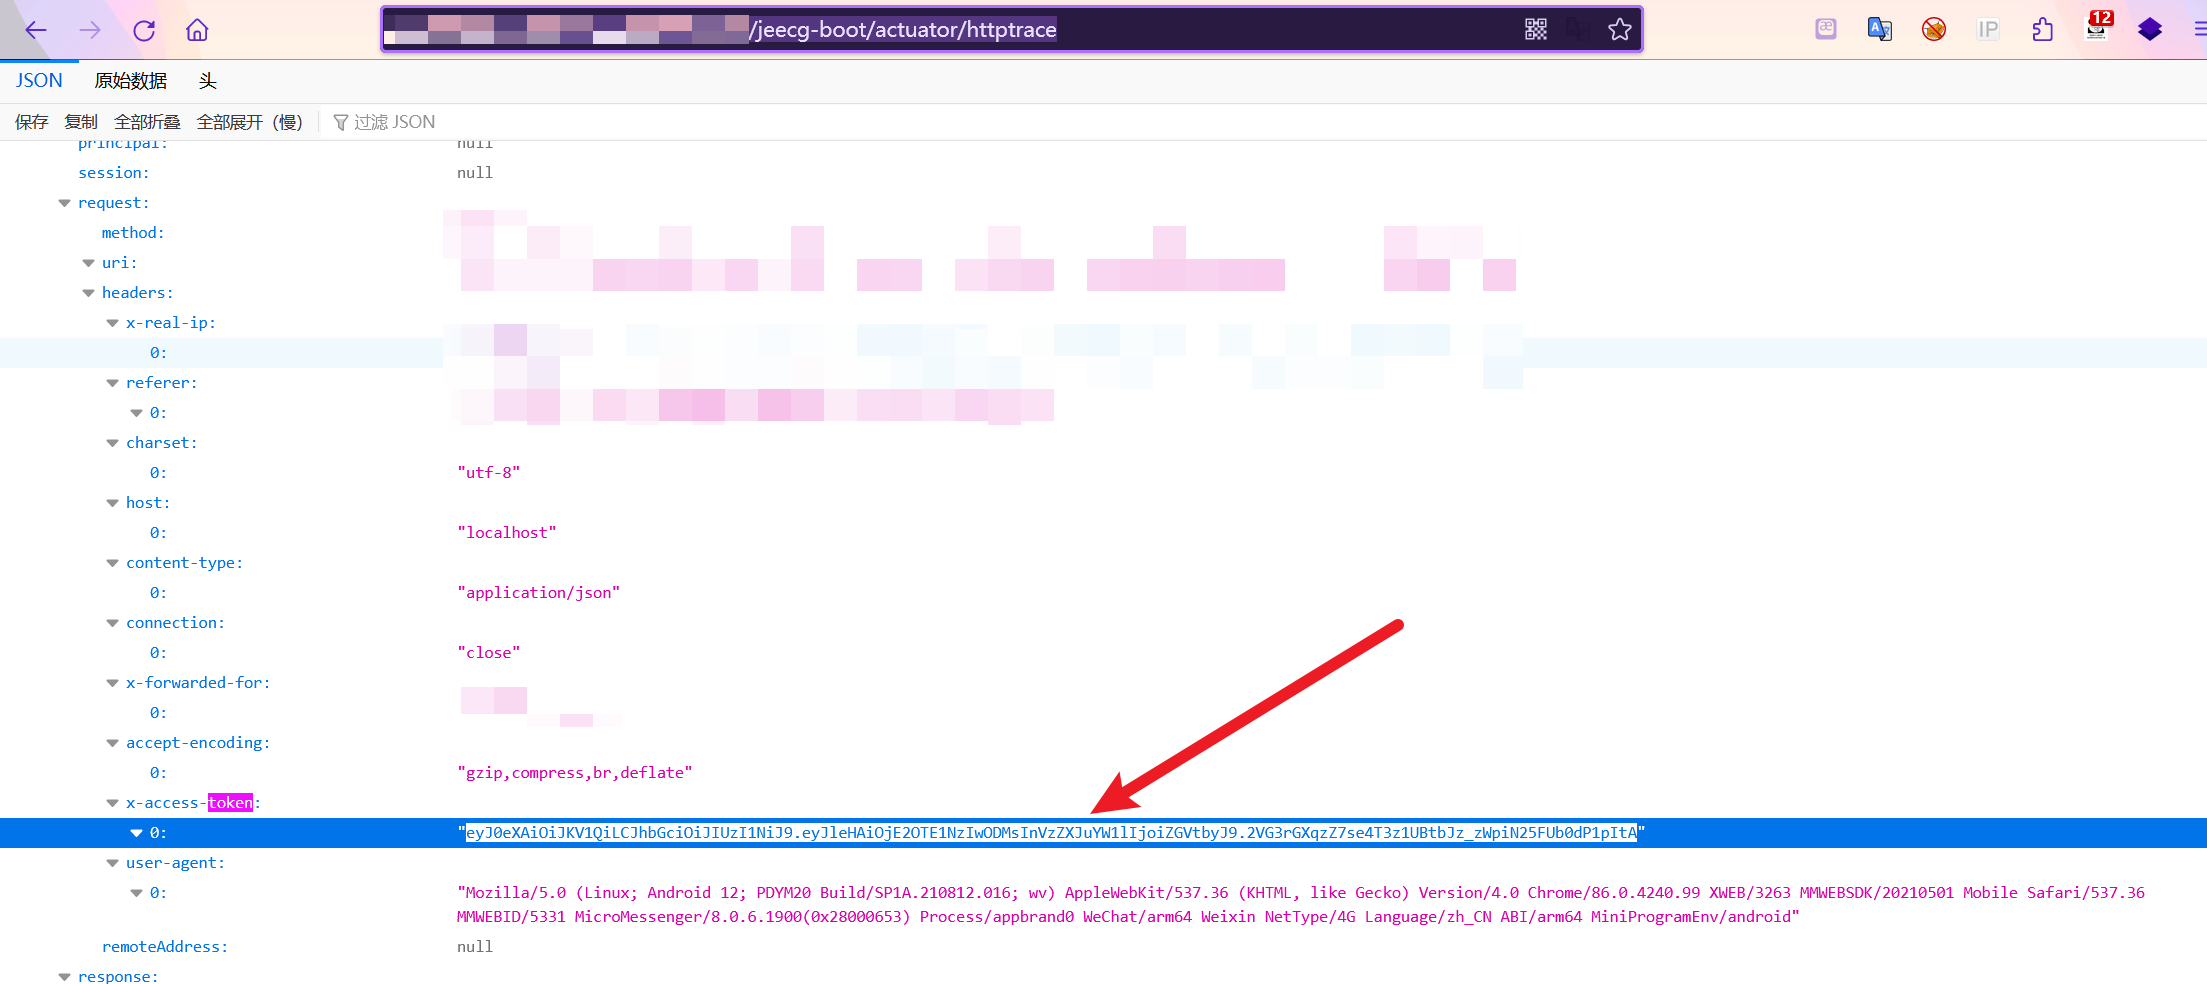 /jeecg-boot/actuator/httptrace
IP
12
JSON 原始数据 头
保存 复制 全部折叠 全部展开（慢） 过滤 JSON
principal: null
session: null
request:
method:
uri:
headers:
x-real-ip:
0:
referer:
0:
charset:
0: "utf-8"
host:
0: "localhost"
content-type:
0: "application/json"
connection:
0: "close"
x-forwarded-for:
0:
accept-encoding:
0: "gzip,compress,br,deflate"
x-access-token:
0: "eyJ0eXAiOiJKV1QiLCJhbGciOiJIUzI1NiJ9.eyJleHAiOjE2OTE1NzIwODMsInVzZXJuYW1lIjoiZGVtbyJ9.2VG3rGXqzZ7se4T3z1UBtbJz_zWpiN25FUb0dP1pItA"
user-agent:
0: "Mozilla/5.0 (Linux; Android 12; PDYM20 Build/SP1A.210812.016; wv) AppleWebKit/537.36 (KHTML, like Gecko) Version/4.0 Chrome/86.0.4240.99 XWEB/3263 MMWEBSDK/20210501 Mobile Safari/537.36
MMWEBID/5331 MicroMessenger/8.0.6.1900(0x28000653) Process/appbrand0 WeChat/arm64 Weixin NetType/4G Language/zh_CN ABI/arm64 MiniProgramEnv/android"
remoteAddress: null
response: